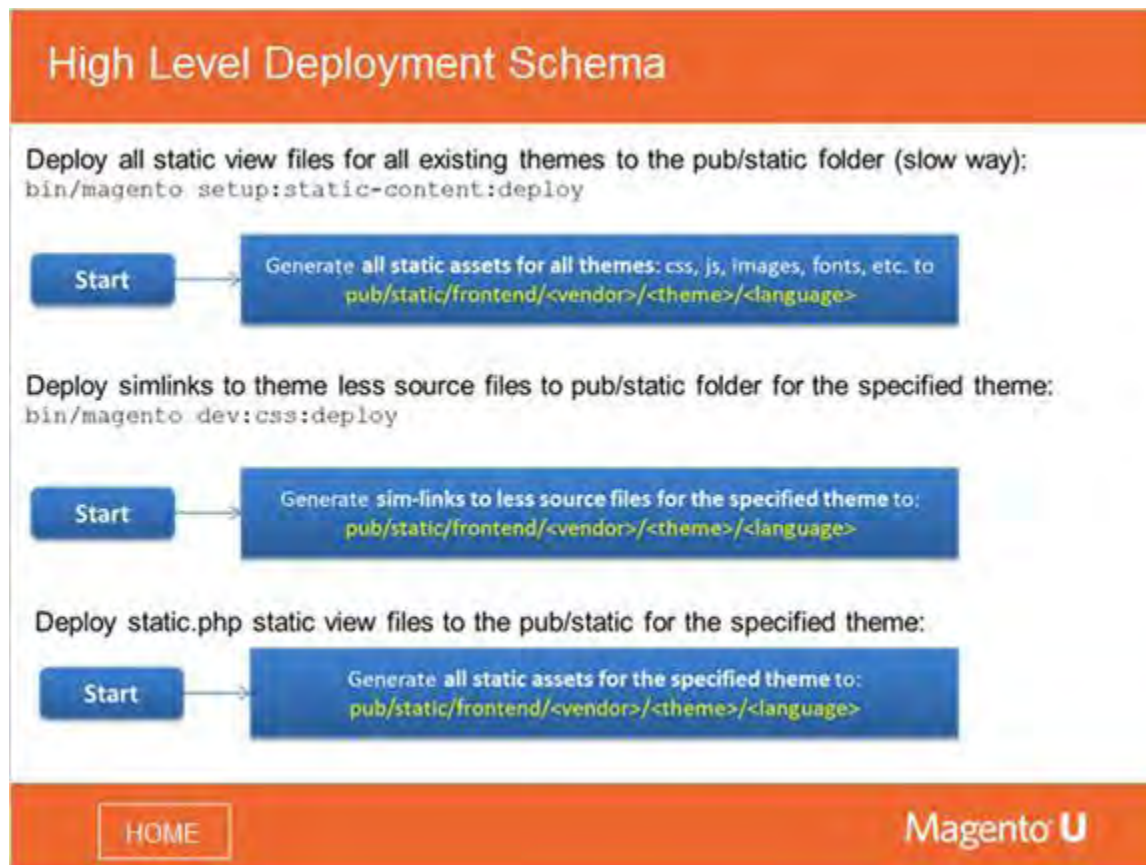 High Level Deployment Schema
Deploy all static view files for all existing themes to the pub/static folder (slow way):
bin/magento setup:static-content:deploy
Start
Generate all static assets for all themes: css, js, images, fonts, etc. to
pub/static/frontend/<vendor>/<theme>/<language>
Deploy simlinks to theme less source files to pub/static folder for the specified theme:
bin/magento dev:css:deploy
Start
Generate sim-links to less source files for the specified theme to:
pub/static/frontend/<vendor>/<theme>/<language>
Deploy static.php static view files to the pub/static for the specified theme:
Start
Generate all static assets for the specified theme to:
pub/static/frontend/<vendor>/<theme>/<language>
HOME
Magento U